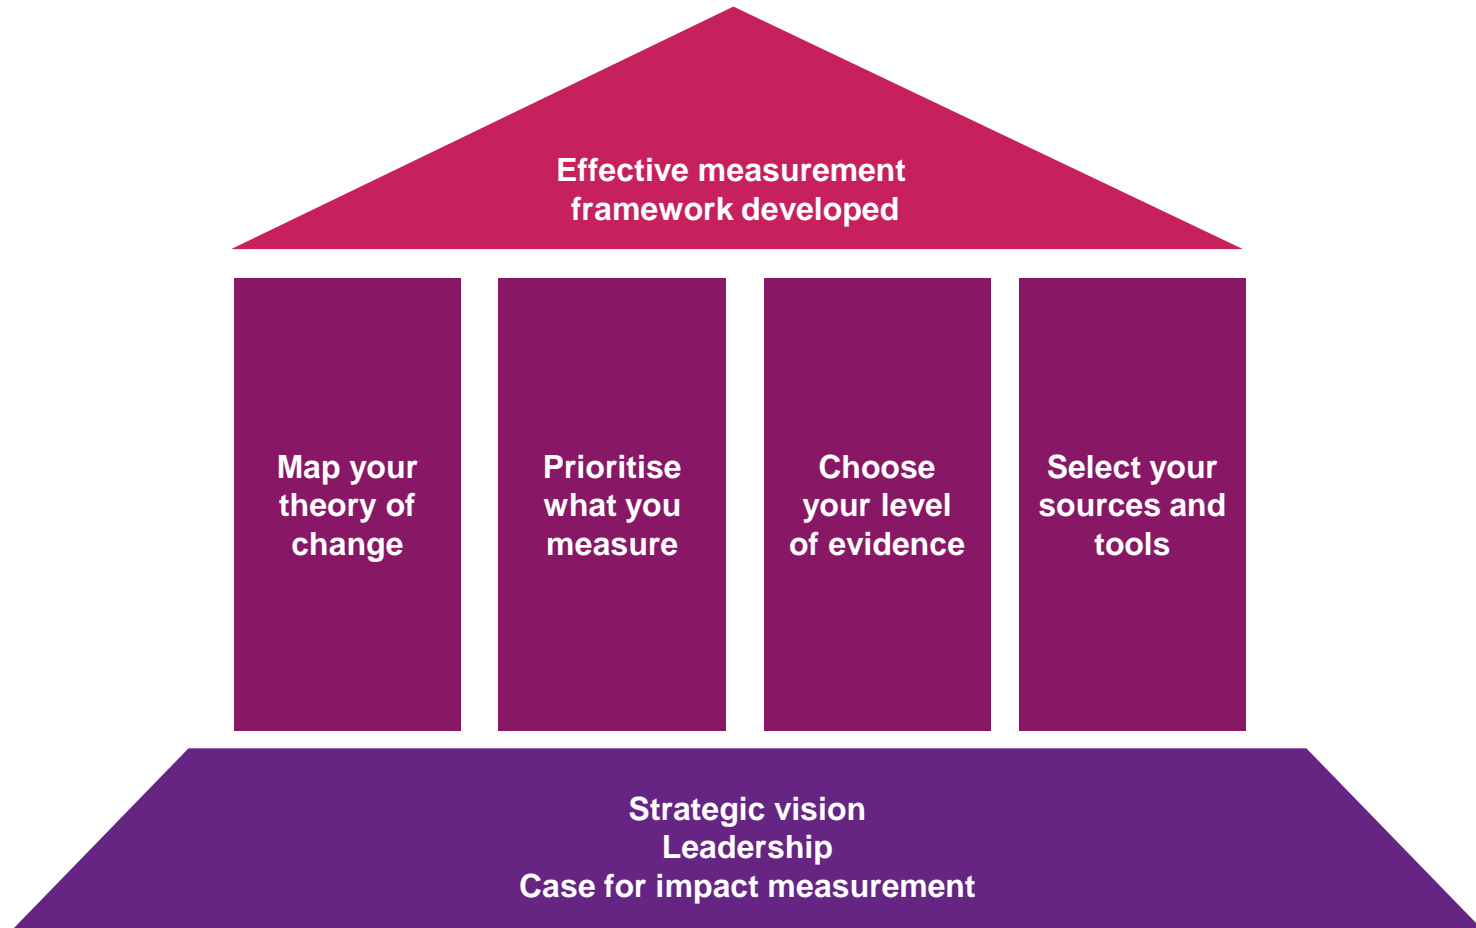 Effective measurement
framework developed
Map your
theory of
change
Prioritise
what you
measure
Choose
your level
of evidence
Select your
sources and
tools
Strategic vision
Leadership
Case for impact measurement